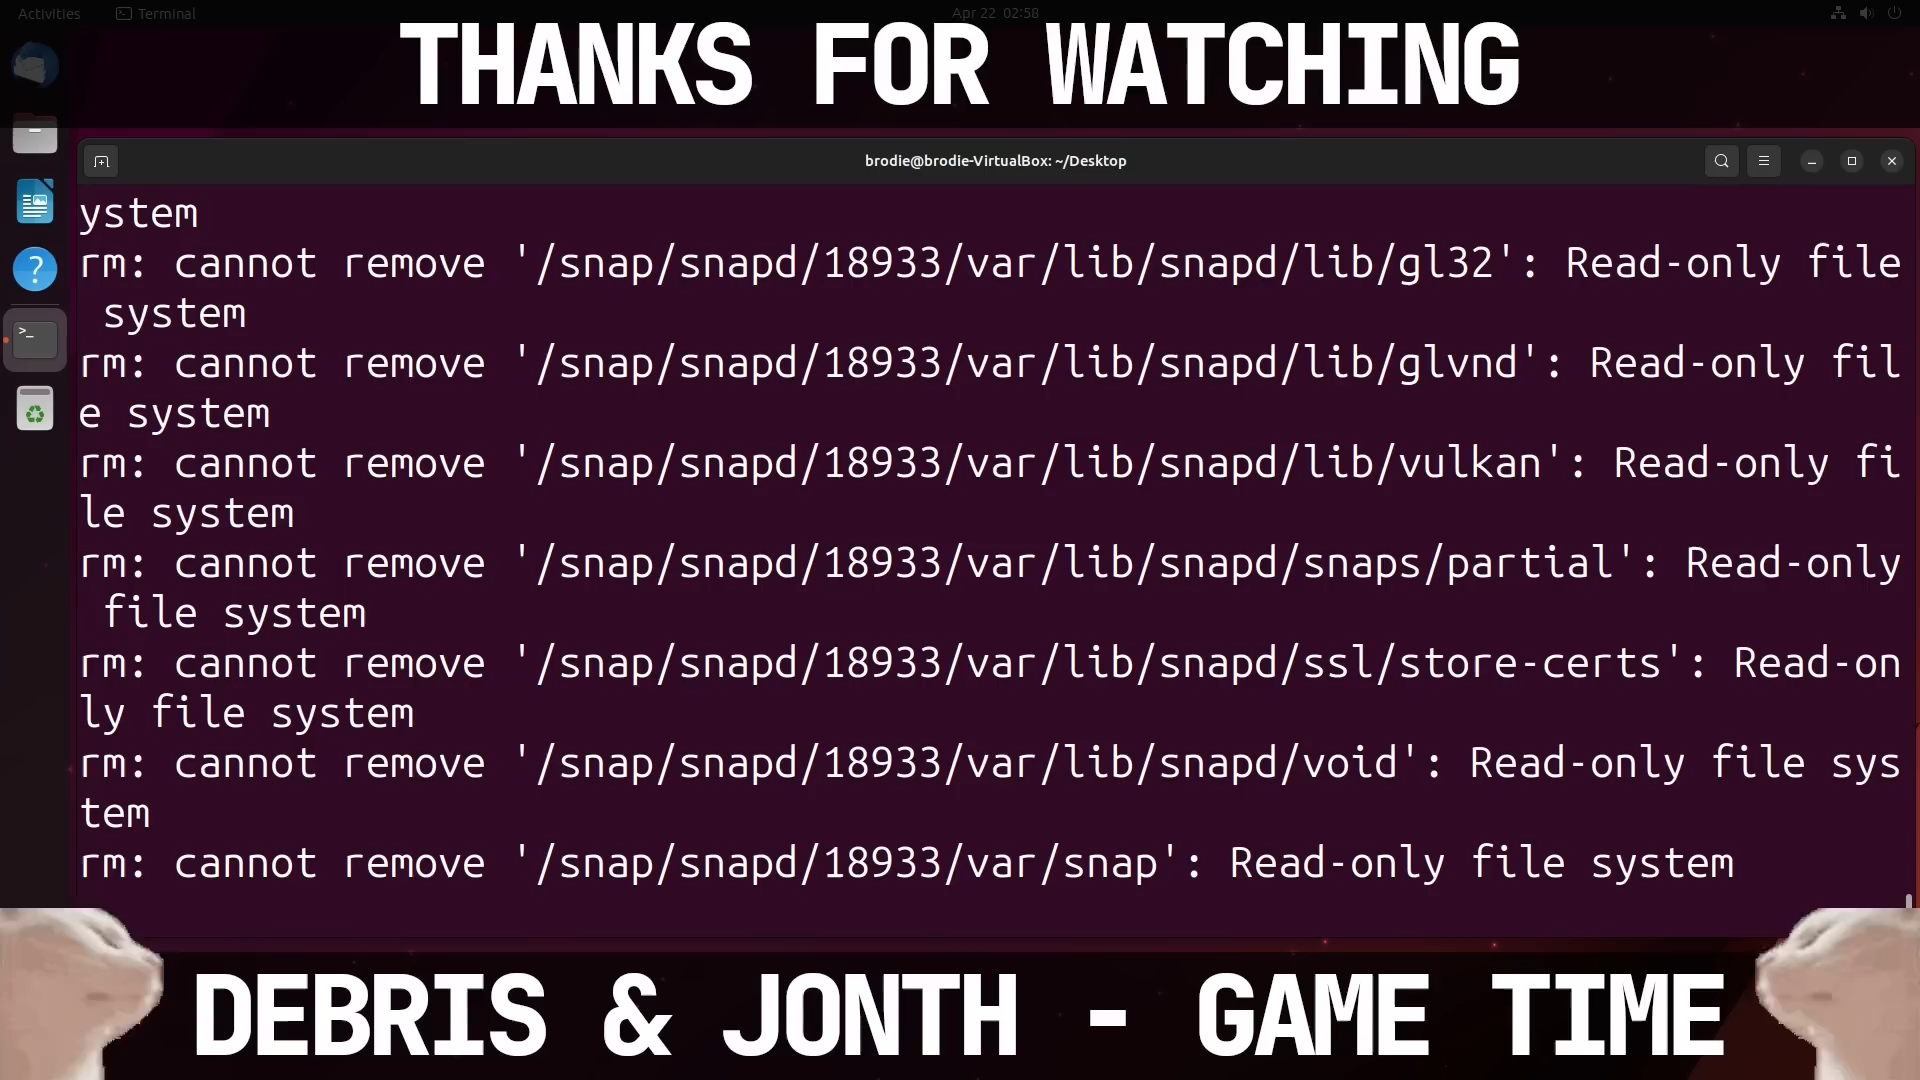 Activities Terminal Apr 22 02:58
THANKS FOR WATCHING
brodie@brodie-VirtualBox: ~/Desktop
ystem
rm: cannot remove '/snap/snapd/18933/var/lib/snapd/lib/gl32': Read-only file
 system
rm: cannot remove '/snap/snapd/18933/var/lib/snapd/lib/glvnd': Read-only fil
e system
rm: cannot remove '/snap/snapd/18933/var/lib/snapd/lib/vulkan': Read-only fi
le system
rm: cannot remove '/snap/snapd/18933/var/lib/snapd/snaps/partial': Read-only
 file system
rm: cannot remove '/snap/snapd/18933/var/lib/snapd/ssl/store-certs': Read-on
ly file system
rm: cannot remove '/snap/snapd/18933/var/lib/snapd/void': Read-only file sys
tem
rm: cannot remove '/snap/snapd/18933/var/snap': Read-only file system
DEBRIS & JONTH - GAME TIME